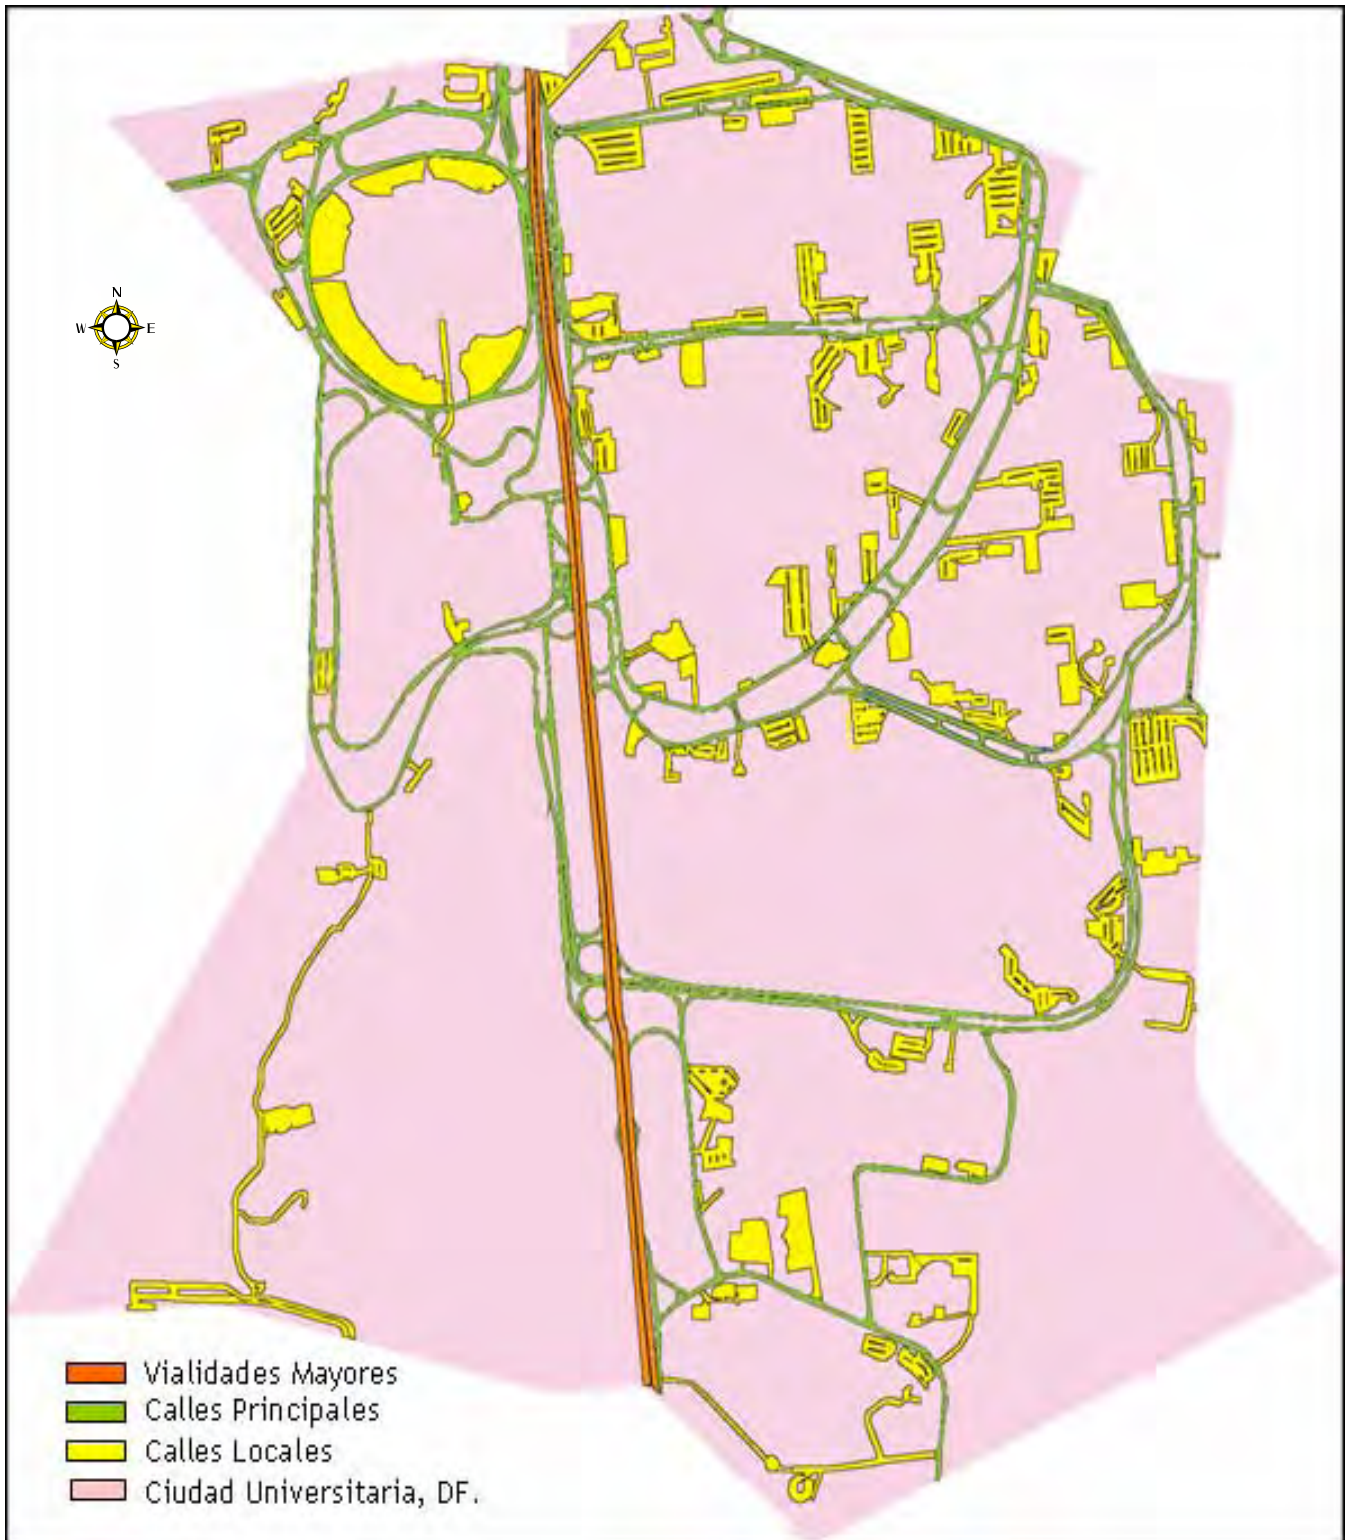 N
W E
S
Vialidades Mayores
Calles Principales
Calles Locales
Ciudad Universitaria, DF.